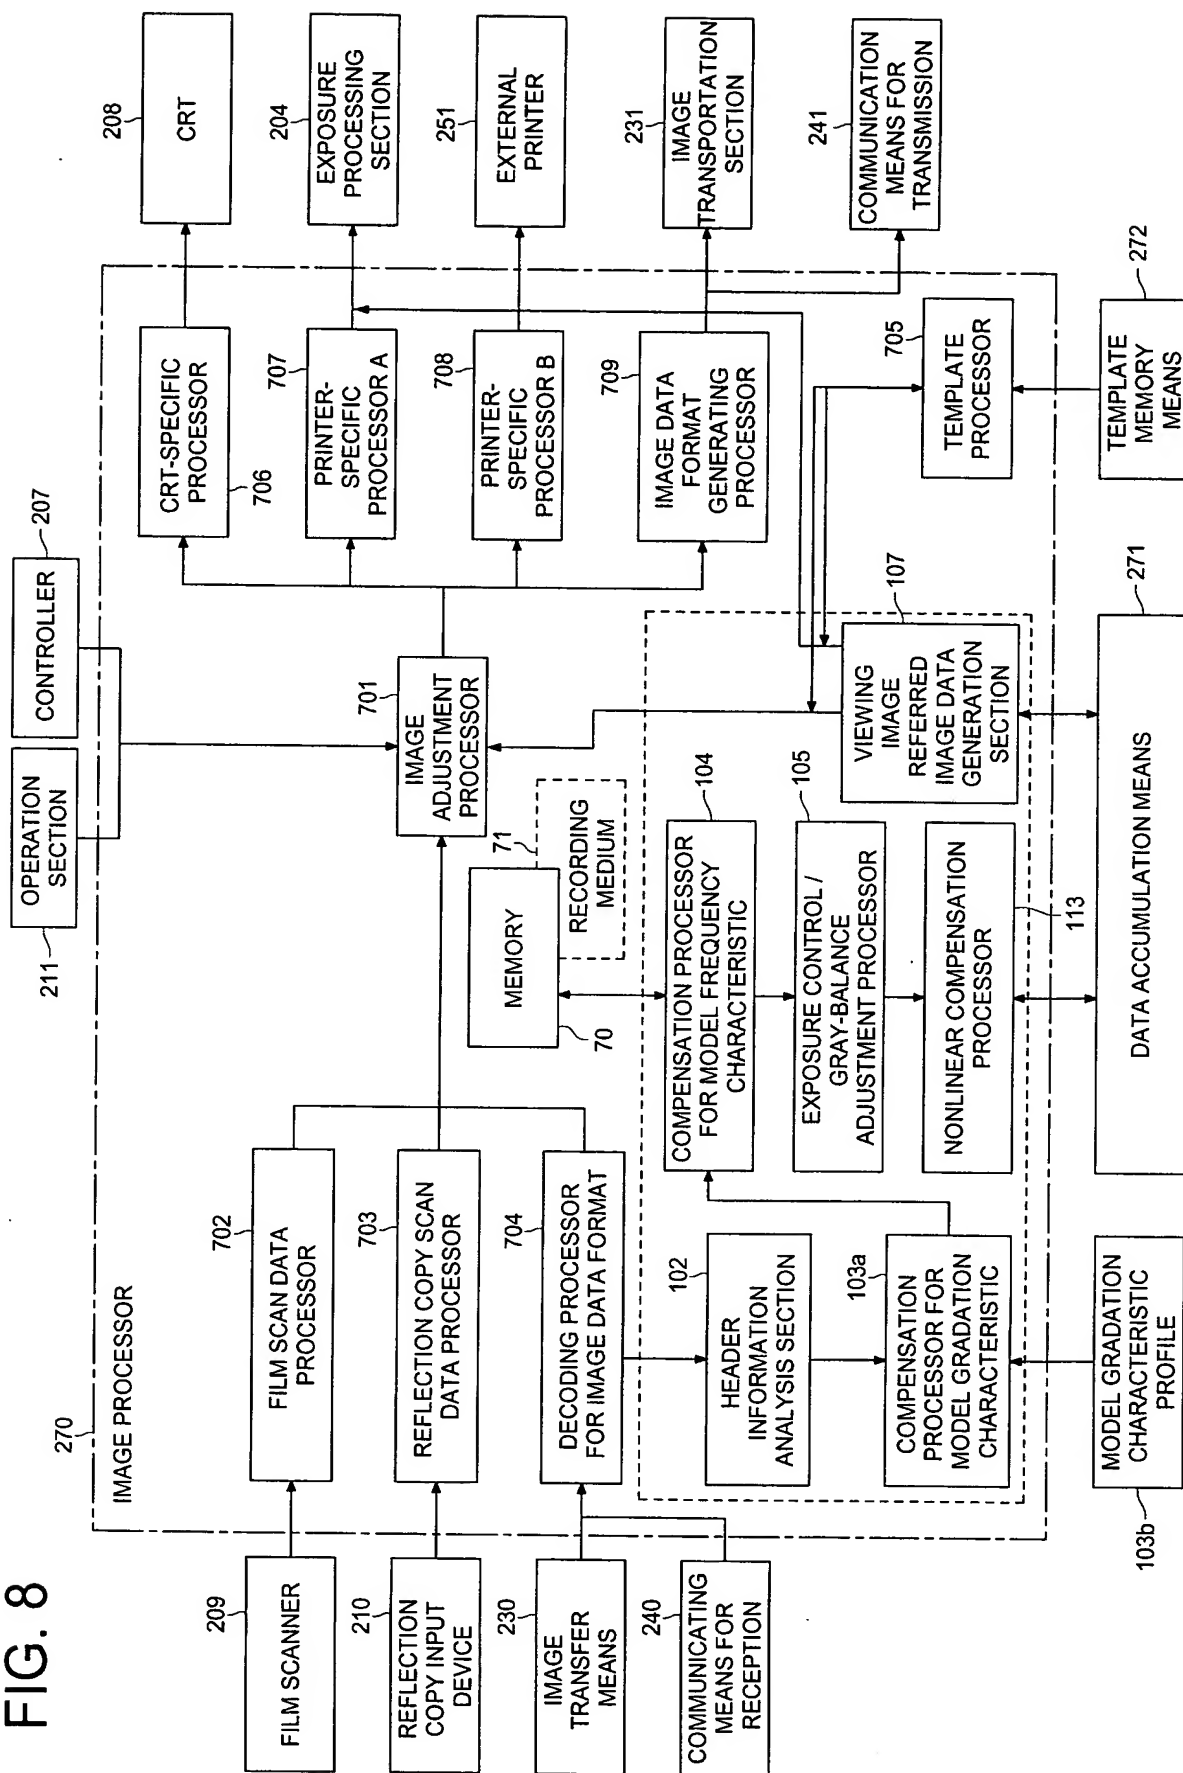 FIG. 8
270
IMAGE PROCESSOR
211
OPERATION
SECTION
CONTROLLER
207
209
FILM SCANNER
702
FILM SCAN DATA
PROCESSOR
210
REFLECTION
COPY INPUT
DEVICE
703
REFLECTION COPY SCAN
DATA PROCESSOR
230
IMAGE
TRANSFER
MEANS
704
DECODING PROCESSOR
FOR IMAGE DATA FORMAT
240
COMMUNICATING
MEANS FOR
RECEPTION
701
IMAGE
ADJUSTMENT
PROCESSOR
MEMORY
70
71
RECORDING
MEDIUM
CRT-SPECIFIC
PROCESSOR
706
208
CRT
707
PRINTER-
SPECIFIC
PROCESSOR A
204
EXPOSURE
PROCESSING
SECTION
708
PRINTER-
SPECIFIC
PROCESSOR B
251
EXTERNAL
PRINTER
709
IMAGE DATA
FORMAT
GENERATING
PROCESSOR
231
IMAGE
TRANSPORTATION
SECTION
241
COMMUNICATION
MEANS FOR
TRANSMISSION
102
HEADER
INFORMATION
ANALYSIS SECTION
103a
COMPENSATION
PROCESSOR FOR
MODEL GRADATION
CHARACTERISTIC
104
COMPENSATION PROCESSOR
FOR MODEL FREQUENCY
CHARACTERISTIC
105
EXPOSURE CONTROL /
GRAY-BALANCE
ADJUSTMENT PROCESSOR
NONLINEAR COMPENSATION
PROCESSOR
113
107
VIEWING
IMAGE
REFERRED
IMAGE DATA
GENERATION
SECTION
705
TEMPLATE
PROCESSOR
103b
MODEL GRADATION
CHARACTERISTIC
PROFILE
271
DATA ACCUMULATION MEANS
272
TEMPLATE
MEMORY
MEANS